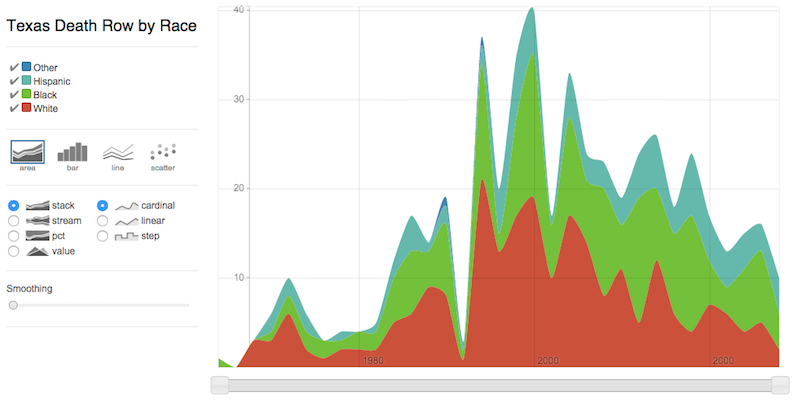 Texas Death Row by Race
✔ Other
✔ Hispanic
✔ Black
✔ White
area bar line scatter
stack cardinal
stream linear
pct step
value
Smoothing
40
30
20
10
1980 2000 2000